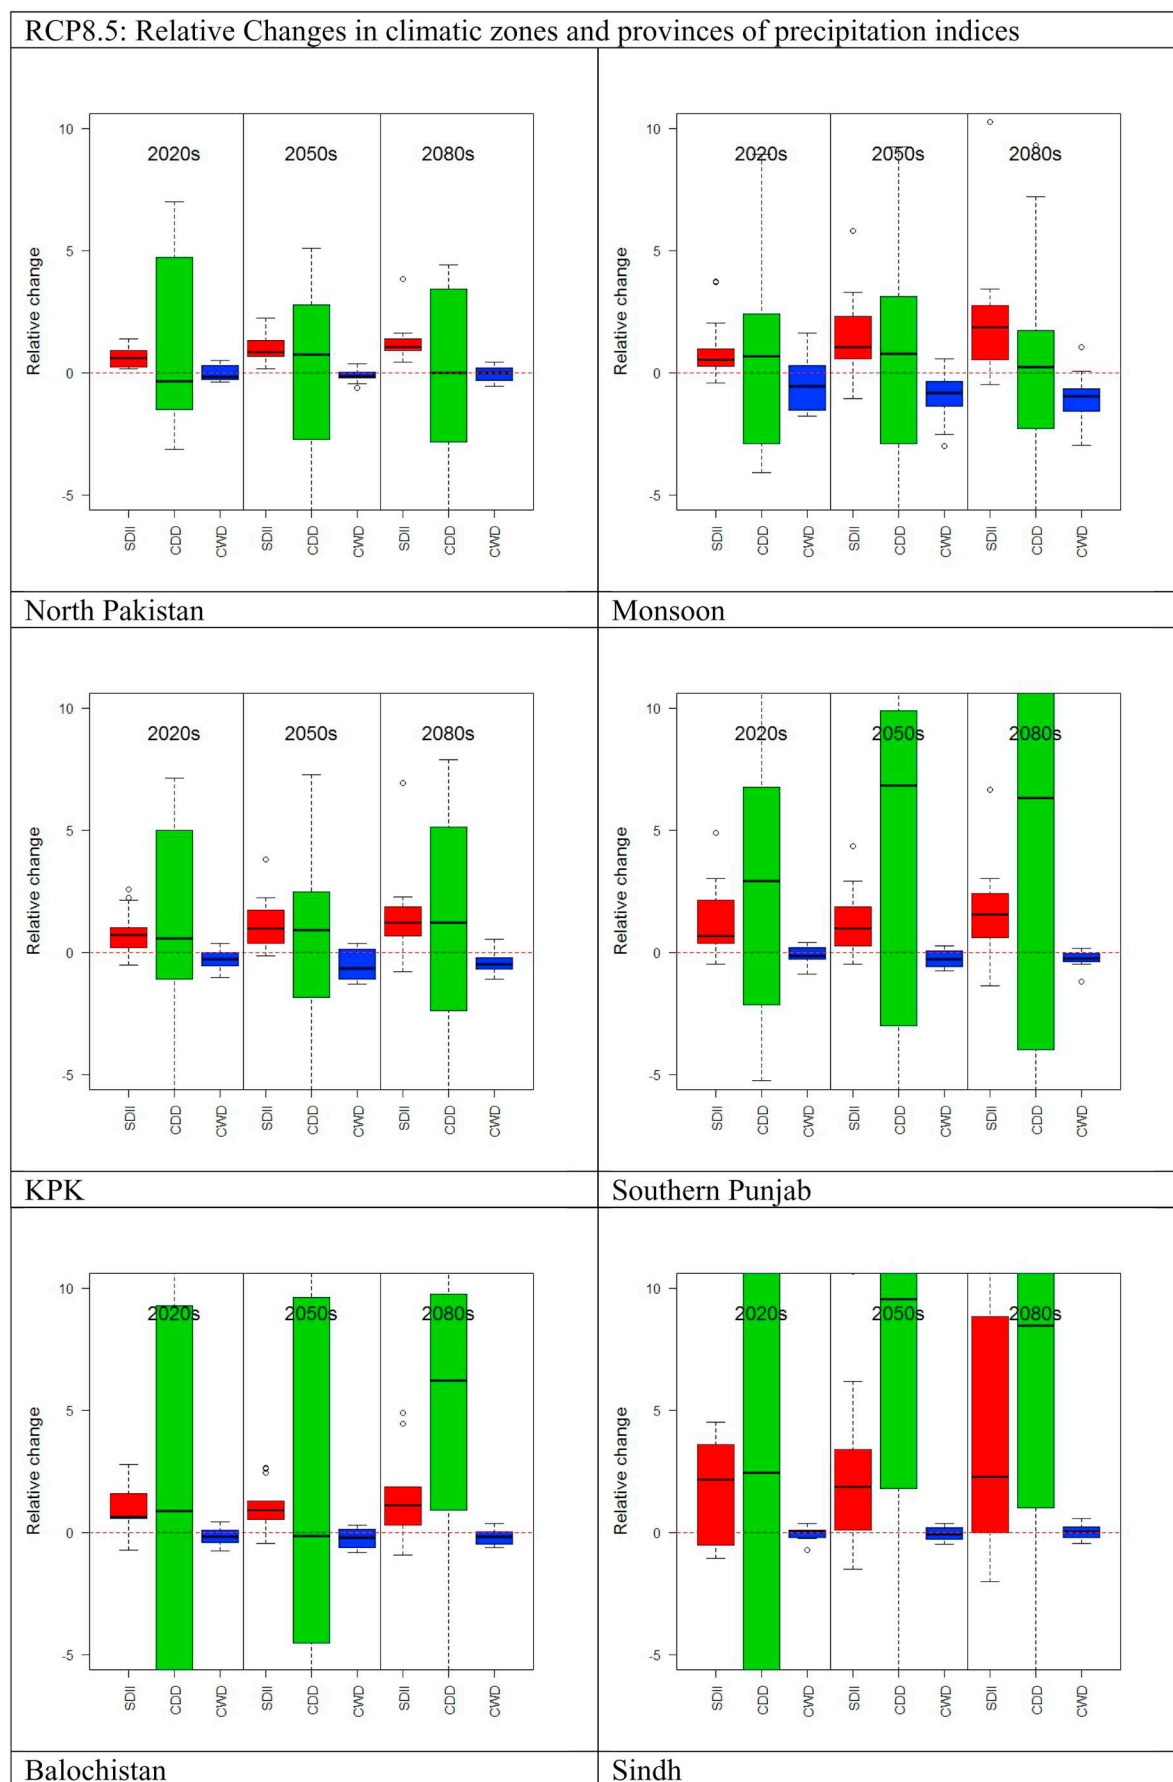 RCP8.5: Relative Changes in climatic zones and provinces of precipitation indices
10
5
0
-5
Relative change
2020s
2050s
2080s
SDII
CDD
CWD
SDII
CDD
CWD
SDII
CDD
CWD
10
5
0
-5
Relative change
2020s
2050s
2080s
SDII
CDD
CWD
SDII
CDD
CWD
SDII
CDD
CWD
North Pakistan
Monsoon
10
5
0
-5
Relative change
2020s
2050s
2080s
SDII
CDD
CWD
SDII
CDD
CWD
SDII
CDD
CWD
10
5
0
-5
Relative change
2020s
2050s
2080s
SDII
CDD
CWD
SDII
CDD
CWD
SDII
CDD
CWD
KPK
Southern Punjab
10
5
0
-5
Relative change
2020s
2050s
2080s
SDII
CDD
CWD
SDII
CDD
CWD
SDII
CDD
CWD
10
5
0
-5
Relative change
2020s
2050s
2080s
SDII
CDD
CWD
SDII
CDD
CWD
SDII
CDD
CWD
Balochistan
Sindh